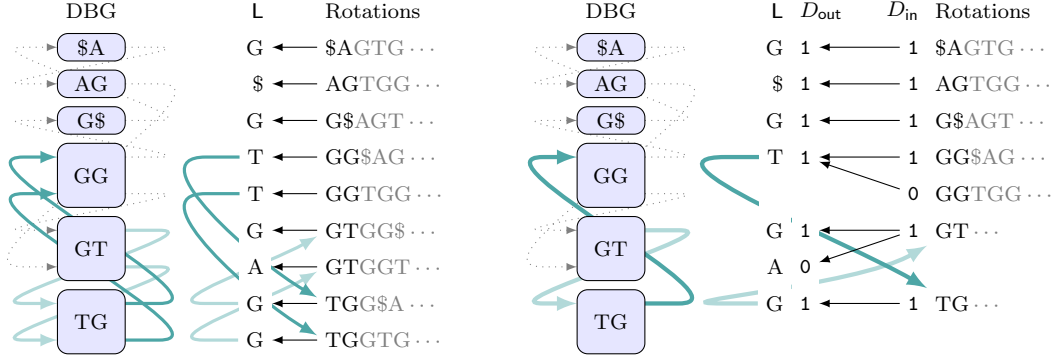 DBG L Rotations DBG L D_out D_in Rotations
$A G $AGTG··· $A G 1 1 $AGTG···
AG $ AGTGG··· AG $ 1 1 AGTGG···
G$ G G$AGT··· G$ G 1 1 G$AGT···
T GG$AG··· T 1 1 GG$AG···
GG GG
T GGTGG··· 0 GGTGG···
G GTGG$··· G 1 1 GT···
GT GT
A GTGGT··· A 0
G TGG$A··· G 1 1 TG···
TG TG
G TGGTG···